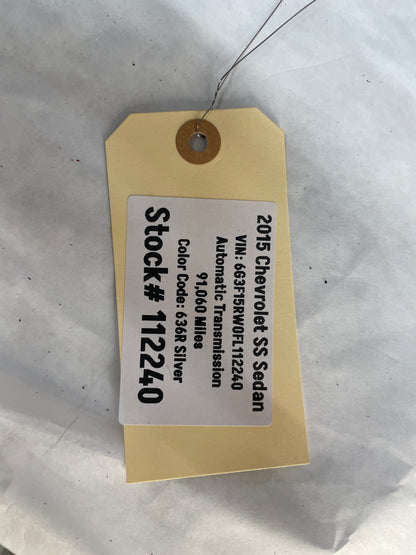 2015 Chevrolet SS Sedan
VIN: 6G3F15RW0FL112240
Automatic Transmission
91,060 Miles
Color Code: 636R Silver
Stock# 112240